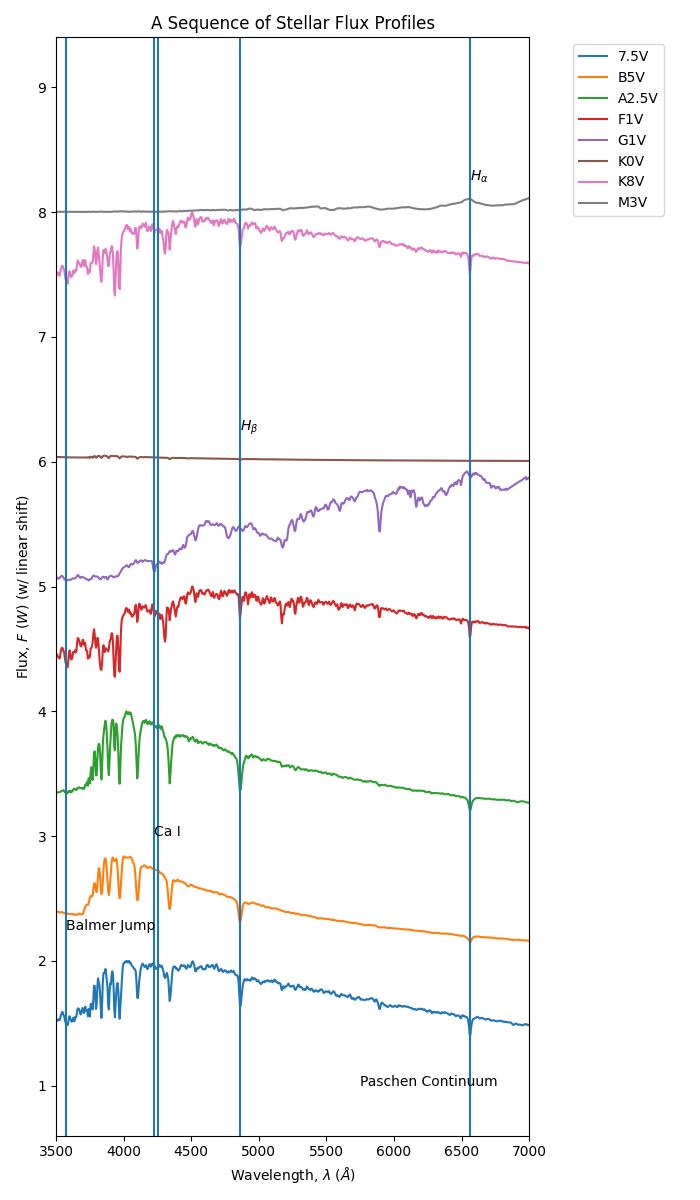 A Sequence of Stellar Flux Profiles
7.5V
B5V
A2.5V
F1V
G1V
K0V
K8V
M3V
Hα
Hβ
Ca I
Balmer Jump
Paschen Continuum
9
8
7
6
5
4
3
2
1
Flux, F (W) (w/ linear shift)
3500 4000 4500 5000 5500 6000 6500 7000
Wavelength, λ (Å)